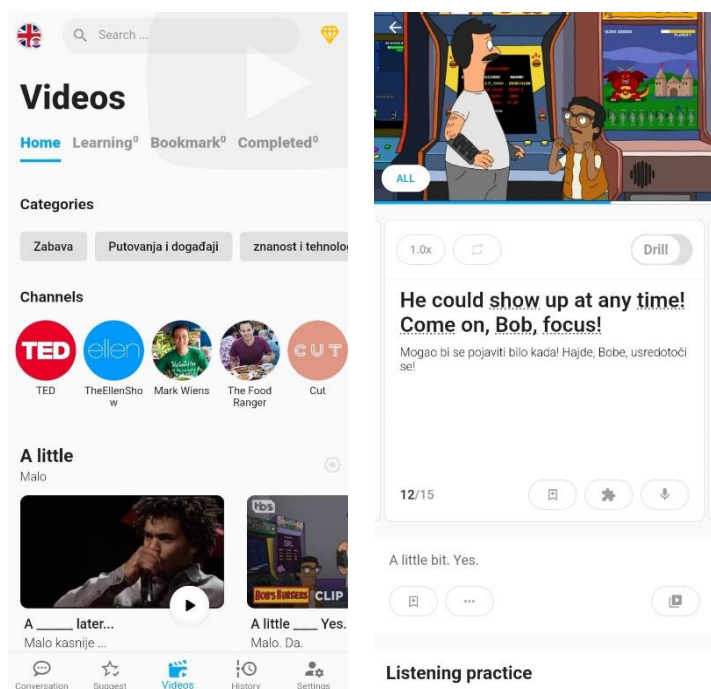 Search ...
Videos
Home Learning⁰ Bookmark⁰ Completed⁰
Categories
Zabava Putovanja i događaji znanost i tehnolo
Channels
TED ellen CUT
TED TheEllenSho
w Mark Wiens The Food
Ranger Cut
A little
Malo
tbs
BOB'S BURGERS CLIP
A _____ later...
Malo kasnije ...
A little ____ Yes.
Malo. Da.
Conversation Suggest Videos History Settings
ALL
1.0x Drill
He could show up at any time!
Come on, Bob, focus!
Mogao bi se pojaviti bilo kada! Hajde, Bobe, usredotoči
se!
12/15
A little bit. Yes.
Listening practice